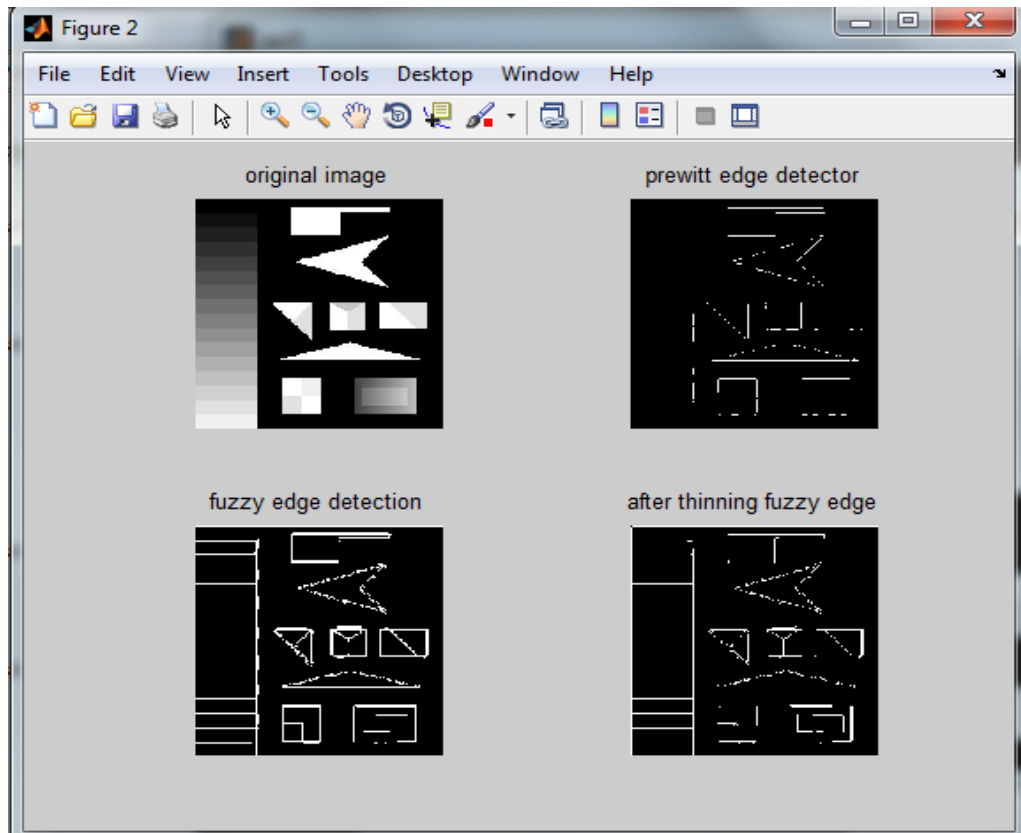 Figure 2
File Edit View Insert Tools Desktop Window Help
original image
prewitt edge detector
fuzzy edge detection
after thinning fuzzy edge